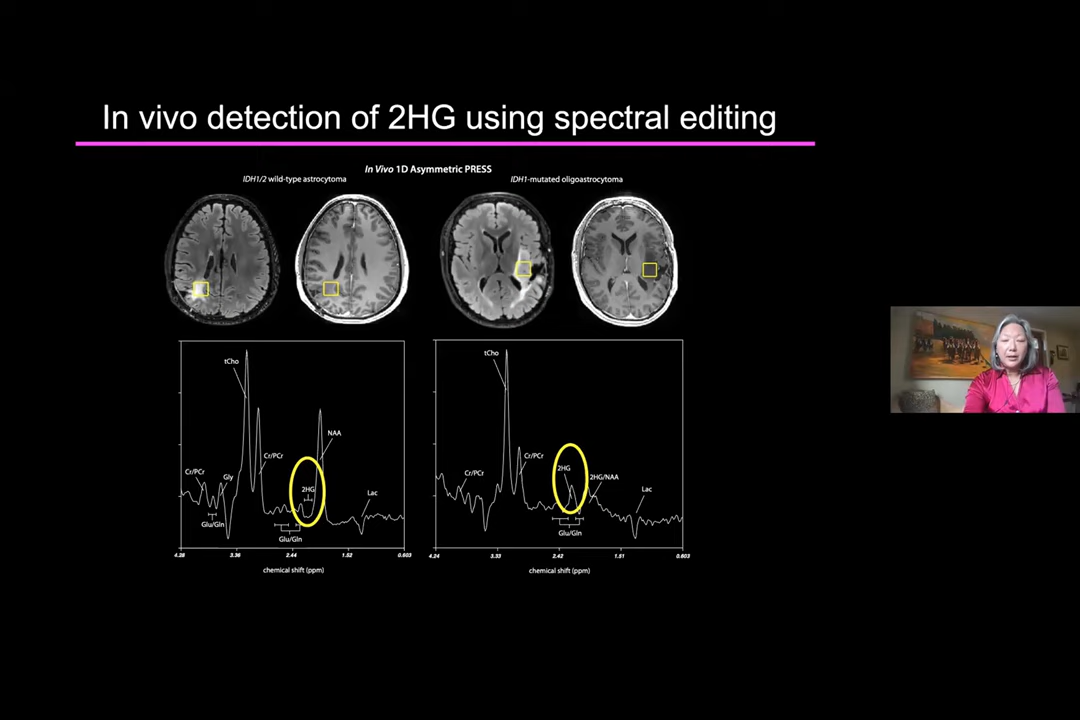 In vivo detection of 2HG using spectral editing
In Vivo 1D Asymmetric PRESS
IDH1/2 wild-type astrocytoma
IDH1-mutated oligoastrocytoma
tCho
NAA
Cr/PCr
Cr/PCr
Gly
2HG
Lac
Glu/Gln
Glu/Gln
4.28 3.36 2.44 1.52 0.603
chemical shift (ppm)
tCho
Cr/PCr
2HG
Cr/PCr
2HG/NAA
Lac
Glu/Gln
4.24 3.33 2.42 1.51 0.603
chemical shift (ppm)